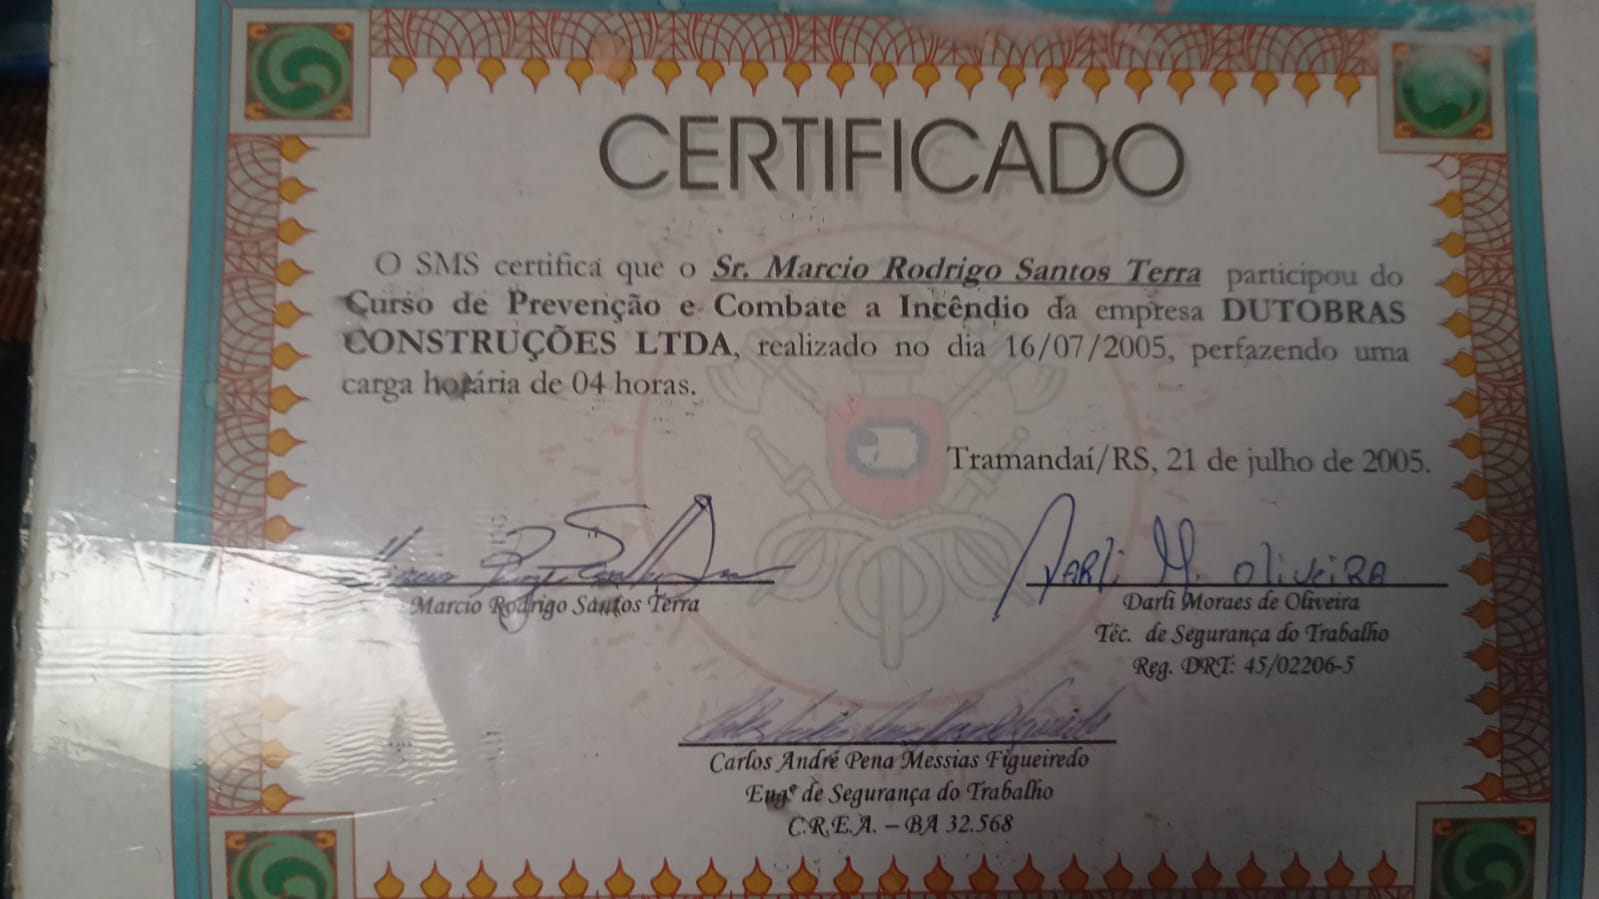 CERTIFICADO
O SMS certifica que o Sr. Marcio Rodrigo Santos Terra participou do
Curso de Prevenção e Combate a Incêndio da empresa DUTOBRAS
CONSTRUÇÕES LTDA, realizado no dia 16/07/2005, perfazendo uma
carga horária de 04 horas.
Tramandaí/RS, 21 de julho de 2005.
Darli M. Oliveira
Marcio Rodrigo Santos Terra
Darli Moraes de Oliveira
Téc. de Segurança do Trabalho
Reg. DRT: 45/02206-5
Carlos André Pena Messias Figueiredo
Engº de Segurança do Trabalho
C.R.E.A. – BA 32.568